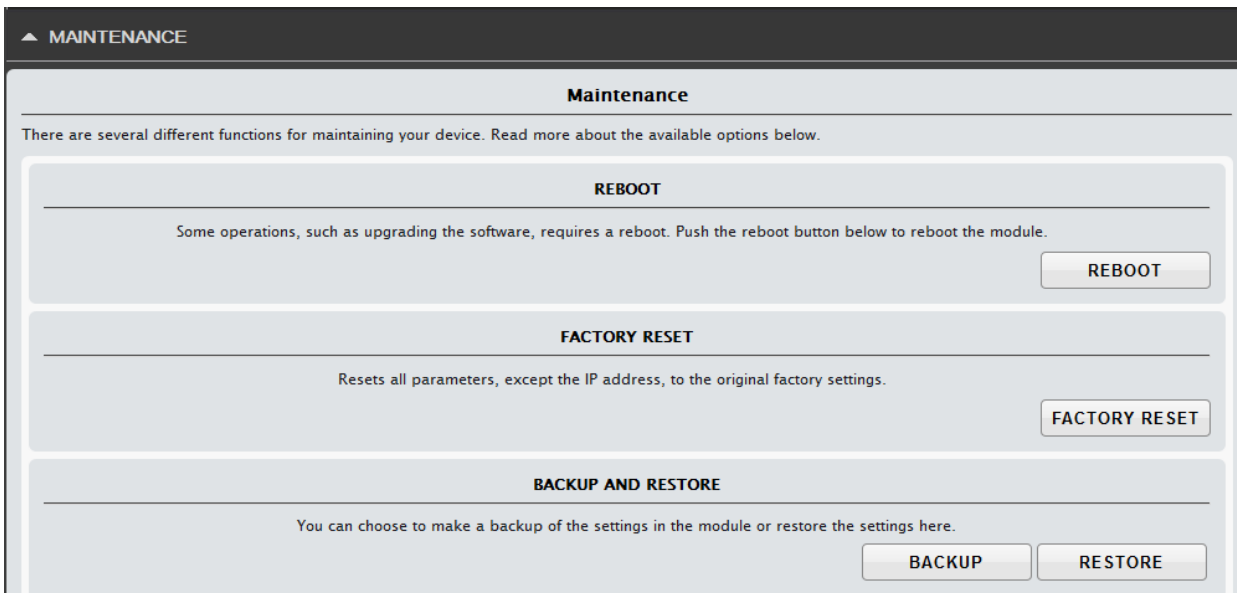 MAINTENANCE
Maintenance
There are several different functions for maintaining your device. Read more about the available options below.
REBOOT
Some operations, such as upgrading the software, requires a reboot. Push the reboot button below to reboot the module.
REBOOT
FACTORY RESET
Resets all parameters, except the IP address, to the original factory settings.
FACTORY RESET
BACKUP AND RESTORE
You can choose to make a backup of the settings in the module or restore the settings here.
BACKUP RESTORE